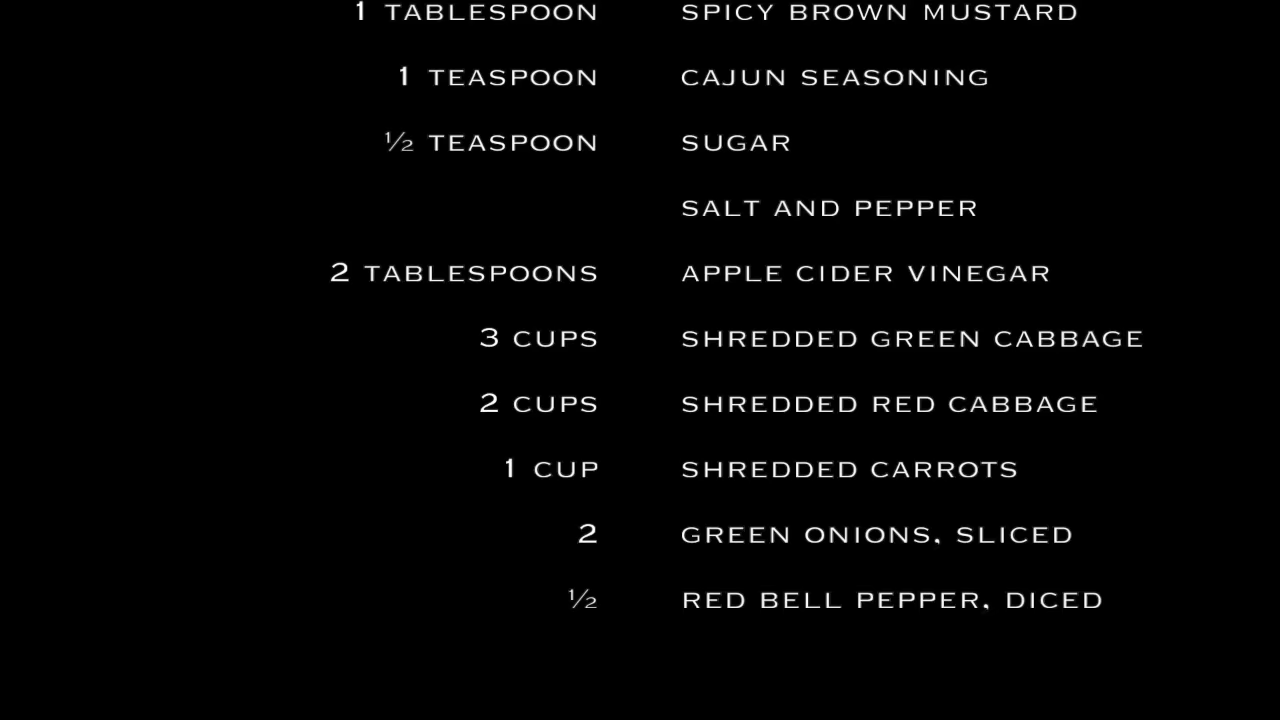 1 TABLESPOON SPICY BROWN MUSTARD
1 TEASPOON CAJUN SEASONING
½ TEASPOON SUGAR
SALT AND PEPPER
2 TABLESPOONS APPLE CIDER VINEGAR
3 CUPS SHREDDED GREEN CABBAGE
2 CUPS SHREDDED RED CABBAGE
1 CUP SHREDDED CARROTS
2 GREEN ONIONS, SLICED
½ RED BELL PEPPER, DICED